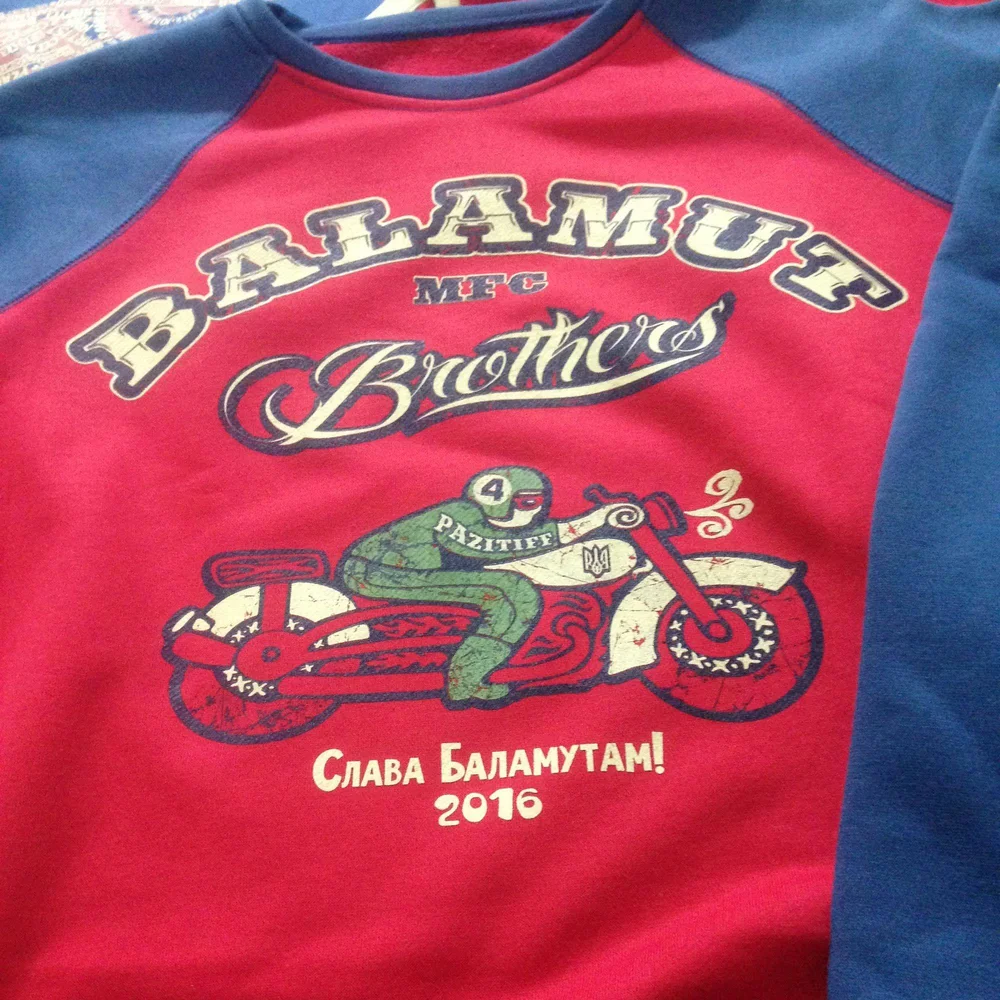 BALAMUT
MFC
Brothers
4
PAZITIFF
Слава Баламутам!
2016